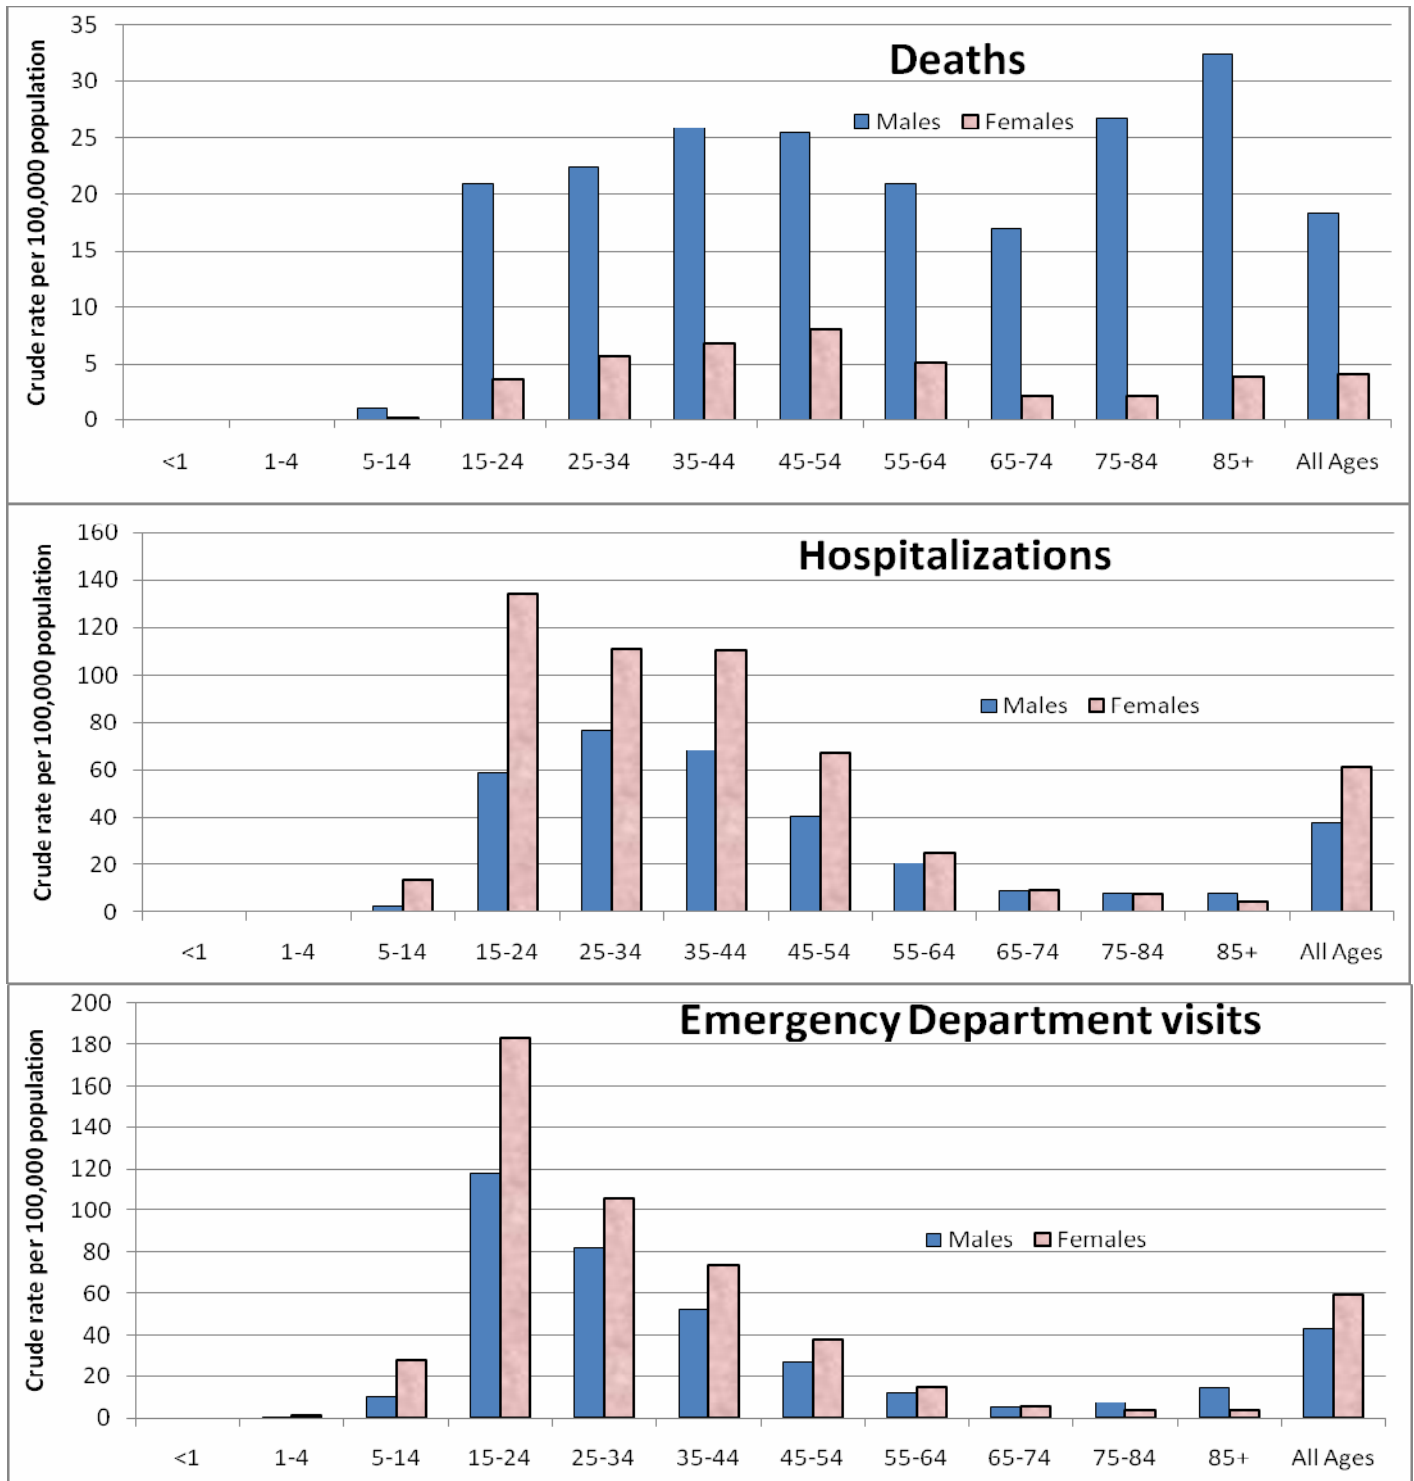 Deaths
Crude rate per 100,000 population
35
30
25
20
15
10
5
0
Males Females
<1 1-4 5-14 15-24 25-34 35-44 45-54 55-64 65-74 75-84 85+ All Ages
Hospitalizations
Crude rate per 100,000 population
160
140
120
100
80
60
40
20
0
Males Females
<1 1-4 5-14 15-24 25-34 35-44 45-54 55-64 65-74 75-84 85+ All Ages
Emergency Department visits
Crude rate per 100,000 population
200
180
160
140
120
100
80
60
40
20
0
Males Females
<1 1-4 5-14 15-24 25-34 35-44 45-54 55-64 65-74 75-84 85+ All Ages